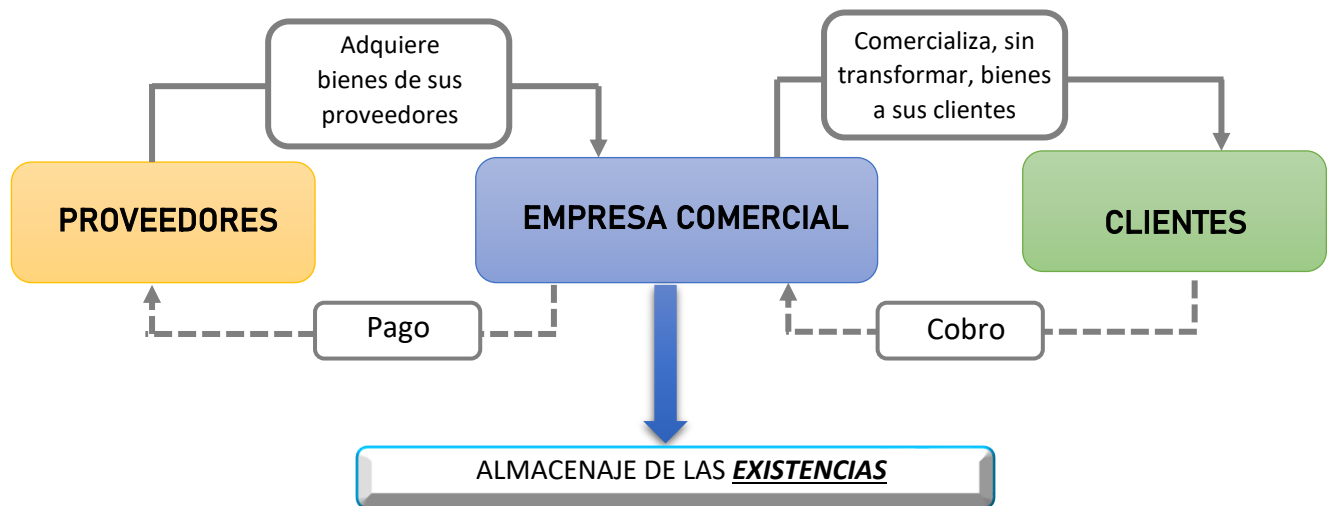 Adquiere
bienes de sus
proveedores
Comercializa, sin
transformar, bienes
a sus clientes
PROVEEDORES
EMPRESA COMERCIAL
CLIENTES
Pago
Cobro
ALMACENAJE DE LAS EXISTENCIAS